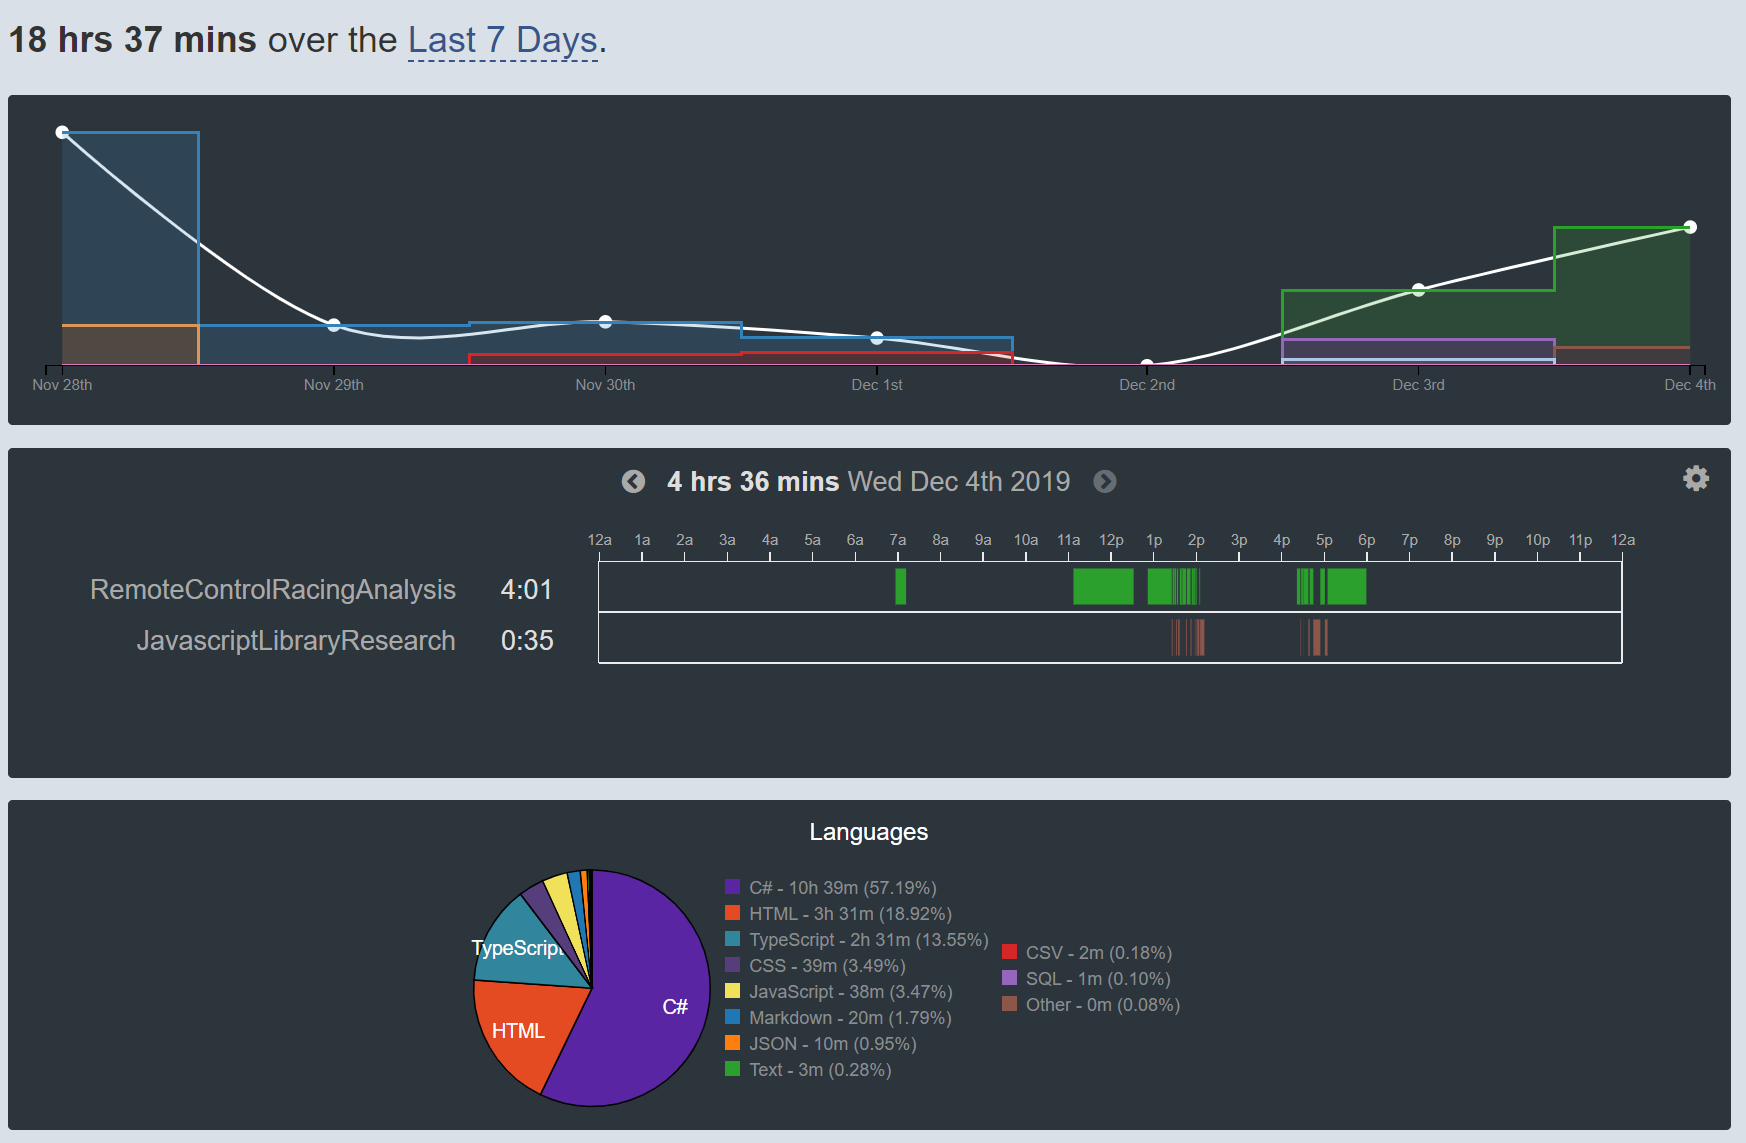 18 hrs 37 mins over the Last 7 Days.
Nov 28th Nov 29th Nov 30th Dec 1st Dec 2nd Dec 3rd Dec 4th
4 hrs 36 mins Wed Dec 4th 2019
12a 1a 2a 3a 4a 5a 6a 7a 8a 9a 10a 11a 12p 1p 2p 3p 4p 5p 6p 7p 8p 9p 10p 11p 12a
RemoteControlRacingAnalysis 4:01
JavascriptLibraryResearch 0:35
Languages
TypeScript
C#
HTML
C# - 10h 39m (57.19%)
HTML - 3h 31m (18.92%)
TypeScript - 2h 31m (13.55%)
CSS - 39m (3.49%)
JavaScript - 38m (3.47%)
Markdown - 20m (1.79%)
JSON - 10m (0.95%)
Text - 3m (0.28%)
CSV - 2m (0.18%)
SQL - 1m (0.10%)
Other - 0m (0.08%)